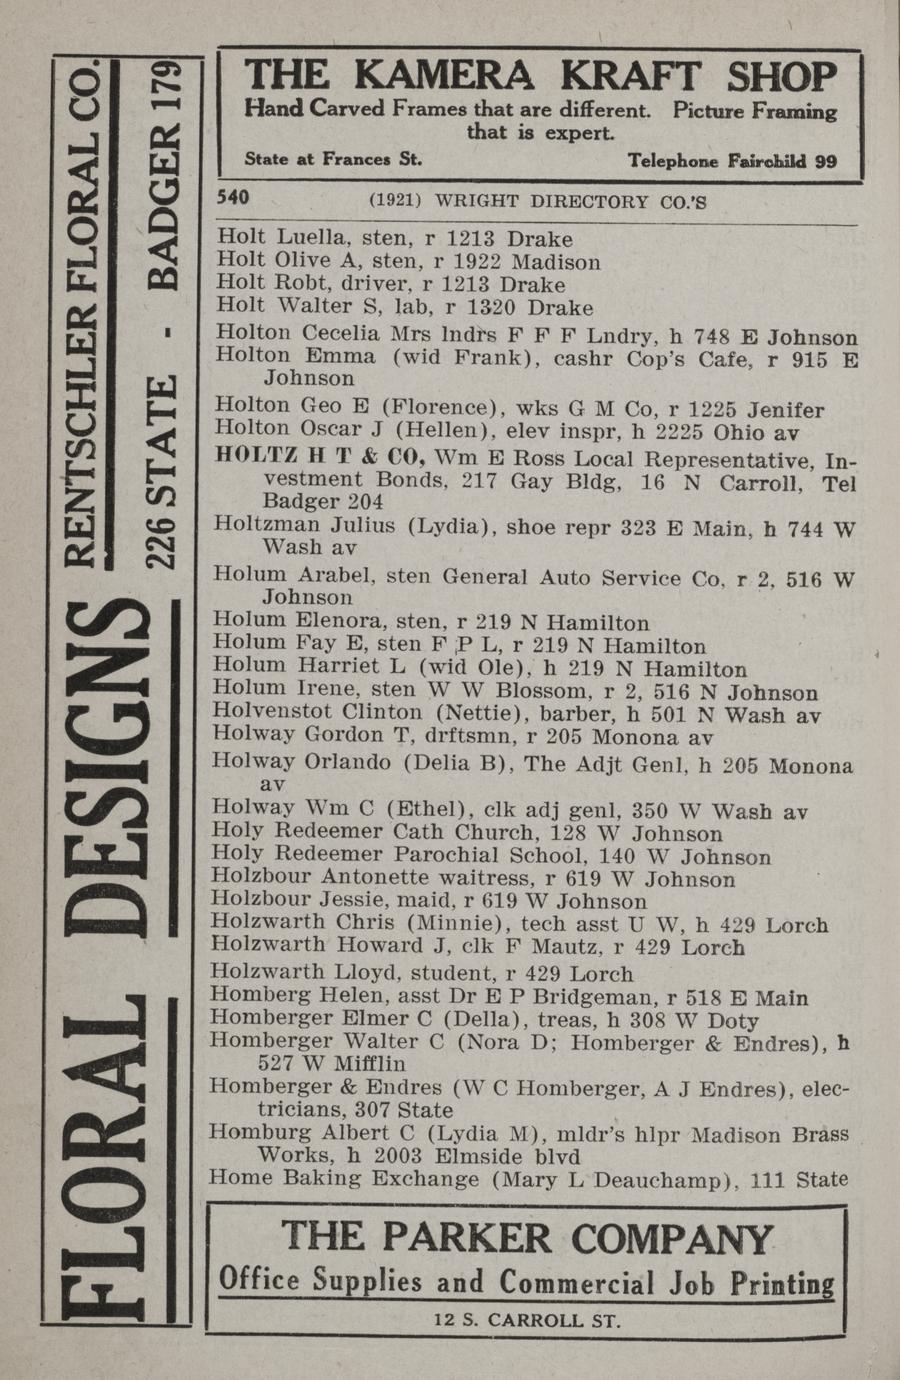 THE KAMERA KRAFT SHOP
Hand Carved Frames that are different. Picture Framing
that is expert.
State at Frances St. Telephone Fairchild 99
540 (1921) WRIGHT DIRECTORY CO.'S
Holt Luella, sten, r 1213 Drake
Holt Olive A, sten, r 1922 Madison
Holt Robt, driver, r 1213 Drake
Holt Walter S, lab, r 1320 Drake
Holton Cecelia Mrs lndrs F F F Lndry, h 748 E Johnson
Holton Emma (wid Frank), cashr Cop's Cafe, r 915 E
Johnson
Holton Geo E (Florence), wks G M Co, r 1225 Jenifer
Holton Oscar J (Hellen), elev inspr, h 2225 Ohio av
HOLTZ H T & CO, Wm E Ross Local Representative, In-
vestment Bonds, 217 Gay Bldg, 16 N Carroll, Tel
Badger 204
Holtzman Julius (Lydia), shoe repr 323 E Main, h 744 W
Wash av
Holum Arabel, sten General Auto Service Co, r 2, 516 W
Johnson
Holum Elenora, sten, r 219 N Hamilton
Holum Fay E, sten F P L, r 219 N Hamilton
Holum Harriet L (wid Ole), h 219 N Hamilton
Holum Irene, sten W W Blossom, r 2, 516 N Johnson
Holvenstot Clinton (Nettie), barber, h 501 N Wash av
Holway Gordon T, drftsmn, r 205 Monona av
Holway Orlando (Delia B), The Adjt Genl, h 205 Monona
av
Holway Wm C (Ethel), clk adj genl, 350 W Wash av
Holy Redeemer Cath Church, 128 W Johnson
Holy Redeemer Parochial School, 140 W Johnson
Holzbour Antonette waitress, r 619 W Johnson
Holzbour Jessie, maid, r 619 W Johnson
Holzwarth Chris (Minnie), tech asst U W, h 429 Lorch
Holzwarth Howard J, clk F Mautz, r 429 Lorch
Holzwarth Lloyd, student, r 429 Lorch
Homberg Helen, asst Dr E P Bridgeman, r 518 E Main
Homberger Elmer C (Della), treas, h 308 W Doty
Homberger Walter C (Nora D; Homberger & Endres), h
527 W Mifflin
Homberger & Endres (W C Homberger, A J Endres), elec-
tricians, 307 State
Homburg Albert C (Lydia M), mldr's hlpr Madison Brass
Works, h 2003 Elmside blvd
Home Baking Exchange (Mary L Deauchamp), 111 State
THE PARKER COMPANY
Office Supplies and Commercial Job Printing
12 S. CARROLL ST.
FLORAL DESIGNS
RENTSCHLER FLORAL CO.
226 STATE - BADGER 179